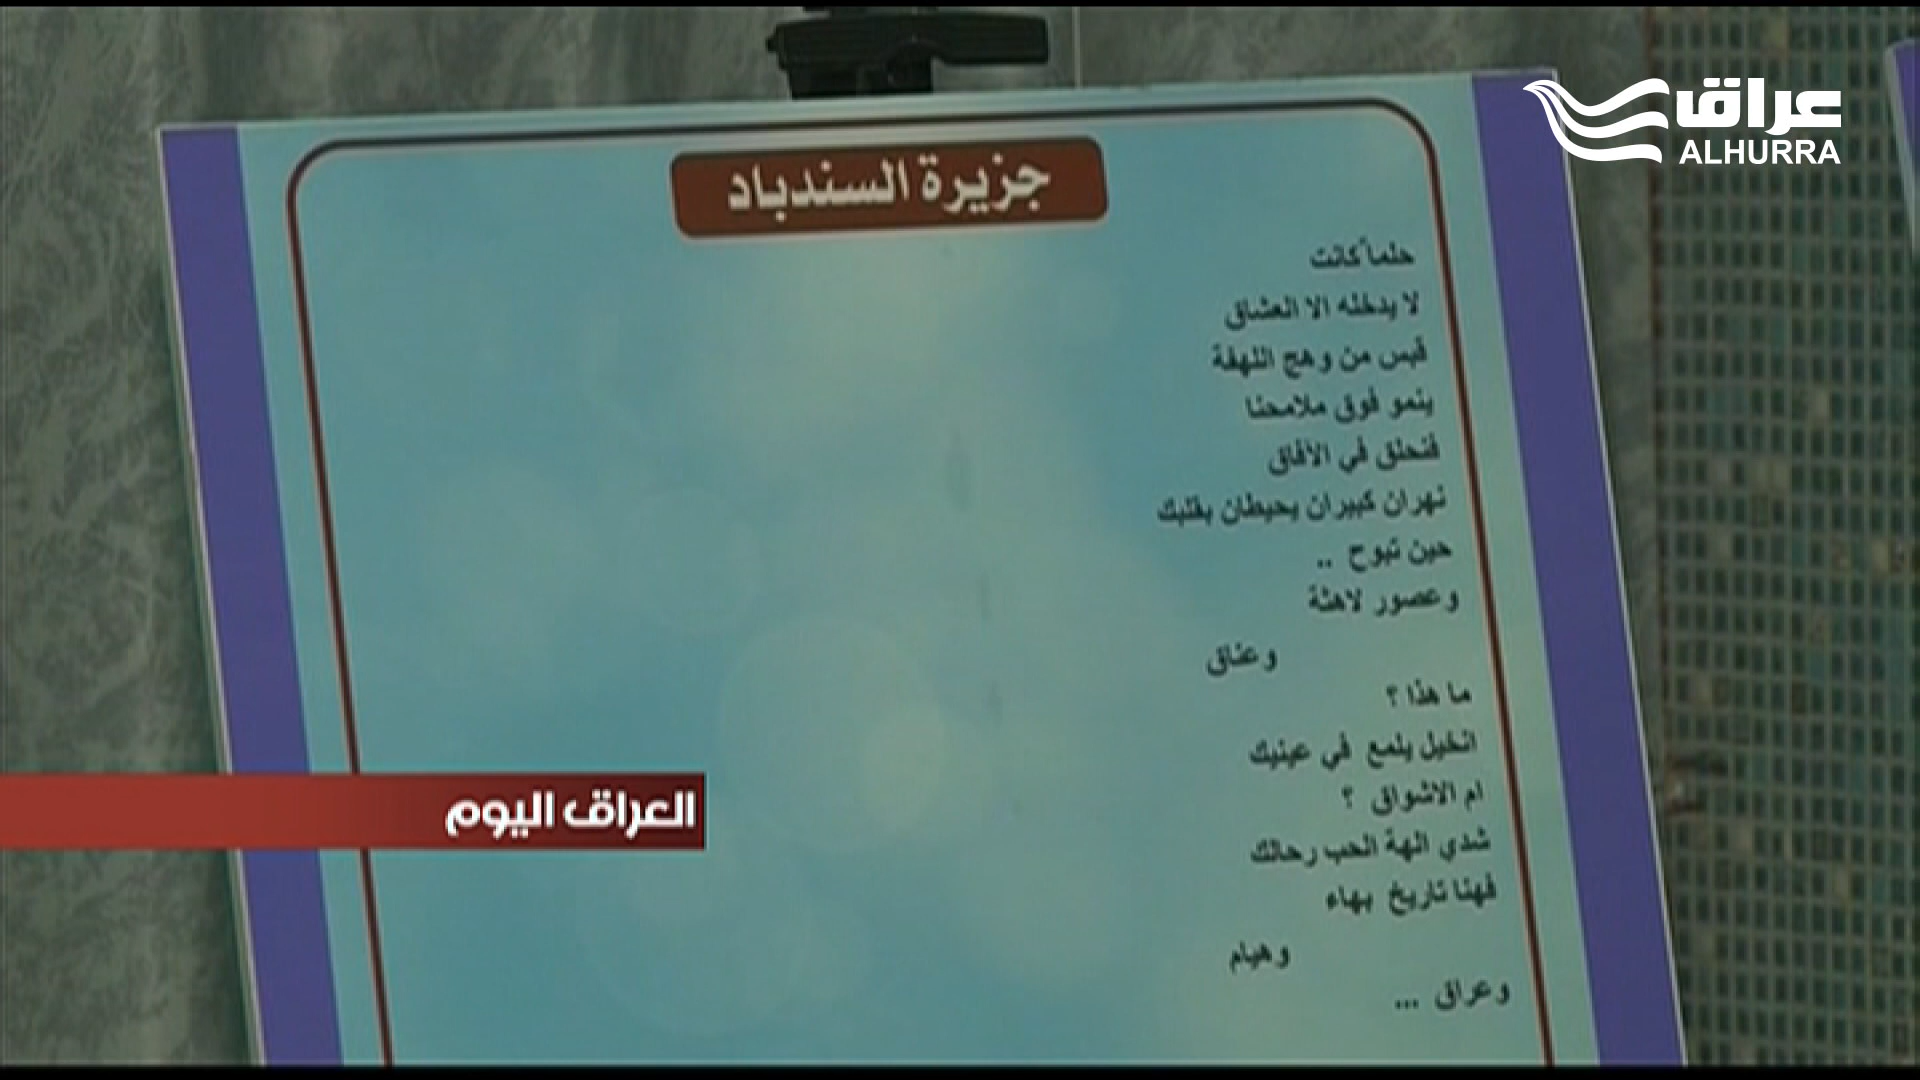 عراق
ALHURRA
جزيرة السندباد
حلماً كانت
لا يدخله الا العشاق
قبس من وهج اللهفة
ينمو فوق ملامحنا
فنحلق في الافاق
نهران كبيران يحيطان بقلبك
حين تبوح ..
وعصور لاهثة
وعناق
ما هذا ؟
انخيل يلمع في عينيك
ام الاشواق ؟
شدي الهة الحب رحالك
فهنا تاريخ بهاء
وهيام
وعراق ...
العراق اليوم